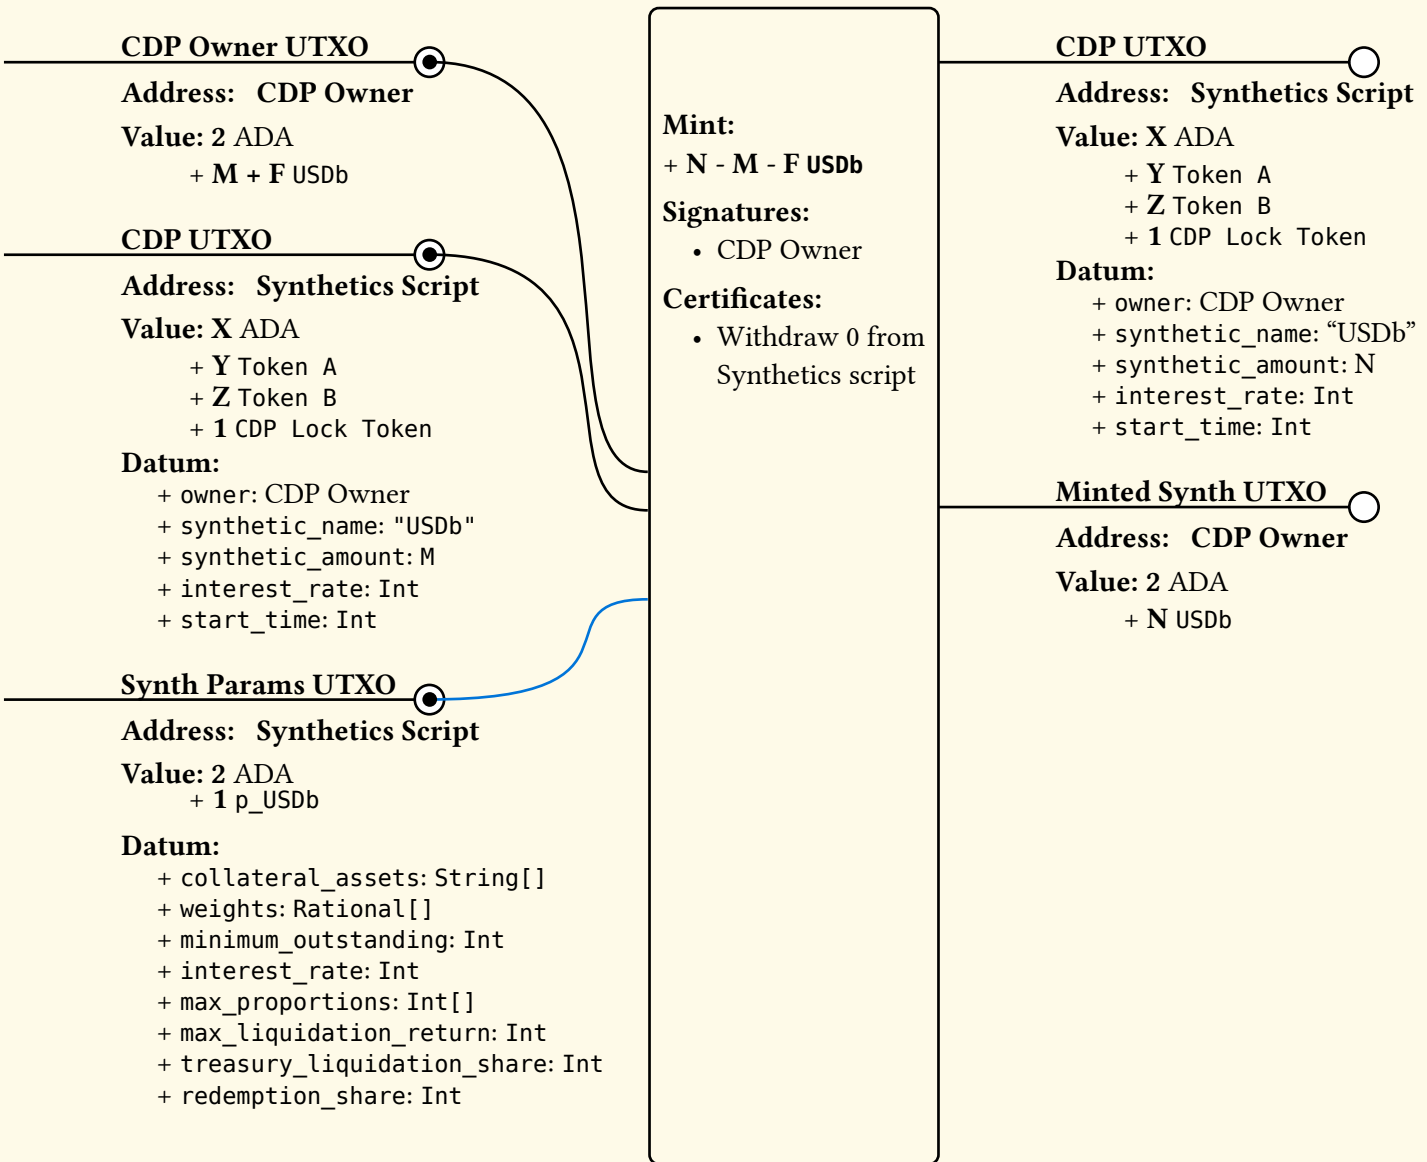 CDP Owner UTXO
Address: CDP Owner
Value: 2 ADA
+ M + F USDb
CDP UTXO
Address: Synthetics Script
Value: X ADA
+ Y Token A
+ Z Token B
+ 1 CDP Lock Token
Datum:
+ owner: CDP Owner
+ synthetic_name: "USDb"
+ synthetic_amount: M
+ interest_rate: Int
+ start_time: Int
Synth Params UTXO
Address: Synthetics Script
Value: 2 ADA
+ 1 p_USDb
Datum:
+ collateral_assets: String[]
+ weights: Rational[]
+ minimum_outstanding: Int
+ interest_rate: Int
+ max_proportions: Int[]
+ max_liquidation_return: Int
+ treasury_liquidation_share: Int
+ redemption_share: Int
Mint:
+ N - M - F USDb
Signatures:
• CDP Owner
Certificates:
• Withdraw 0 from
Synthetics script
CDP UTXO
Address: Synthetics Script
Value: X ADA
+ Y Token A
+ Z Token B
+ 1 CDP Lock Token
Datum:
+ owner: CDP Owner
+ synthetic_name: “USDb”
+ synthetic_amount: N
+ interest_rate: Int
+ start_time: Int
Minted Synth UTXO
Address: CDP Owner
Value: 2 ADA
+ N USDb